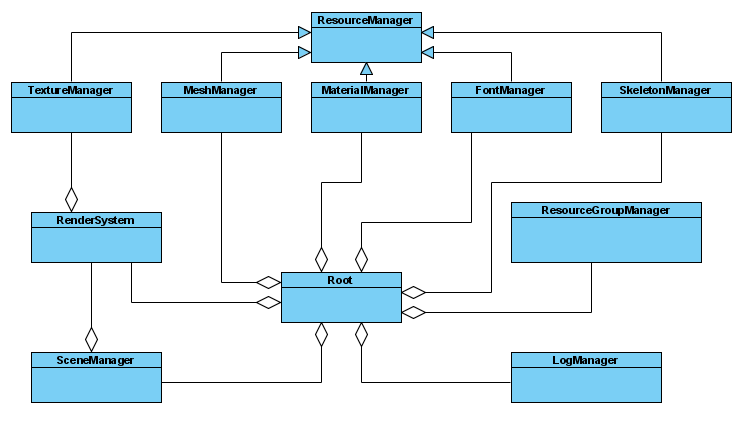 ResourceManager
TextureManager
MeshManager
MaterialManager
FontManager
SkeletonManager
RenderSystem
ResourceGroupManager
Root
SceneManager
LogManager